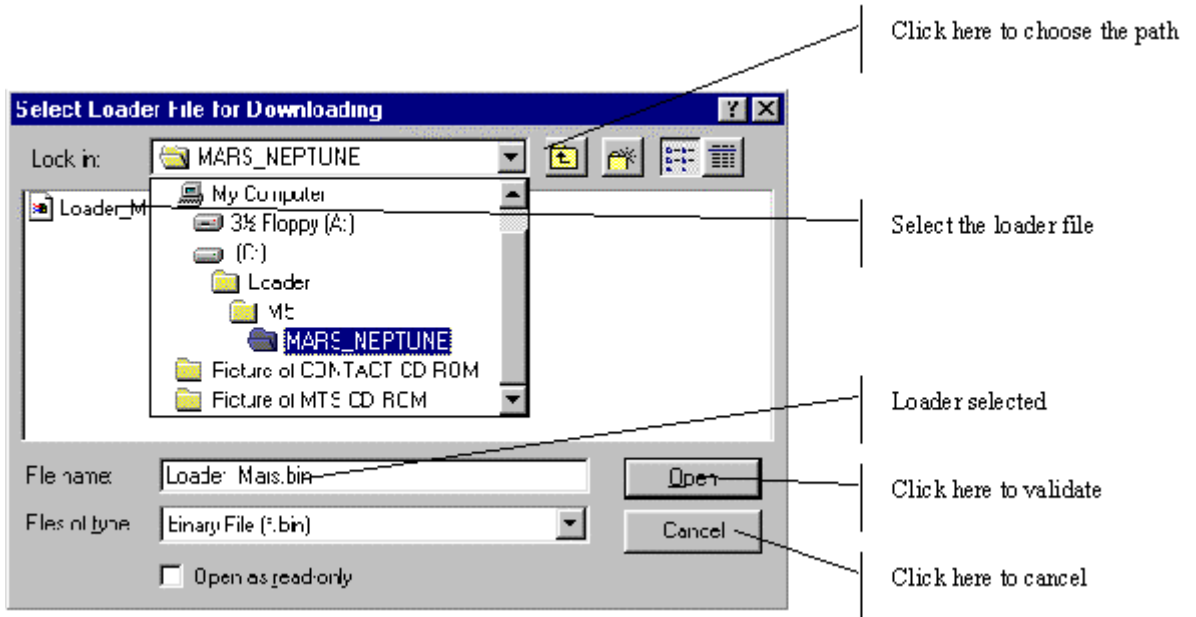 Click here to choose the path
Select Loader File for Downloading
Look in:
MARS_NEPTUNE
My Computer
Loader_M
3½ Floppy (A:)
Select the loader file
(C:)
Loader
M5
MARS_NEPTUNE
Picture of CONTACT CD ROM
Picture of MTS CD ROM
Loader selected
File name:
Loader_Mars.bin
Open
Click here to validate
Files of type:
Binary File (*.bin)
Cancel
Open as read-only
Click here to cancel